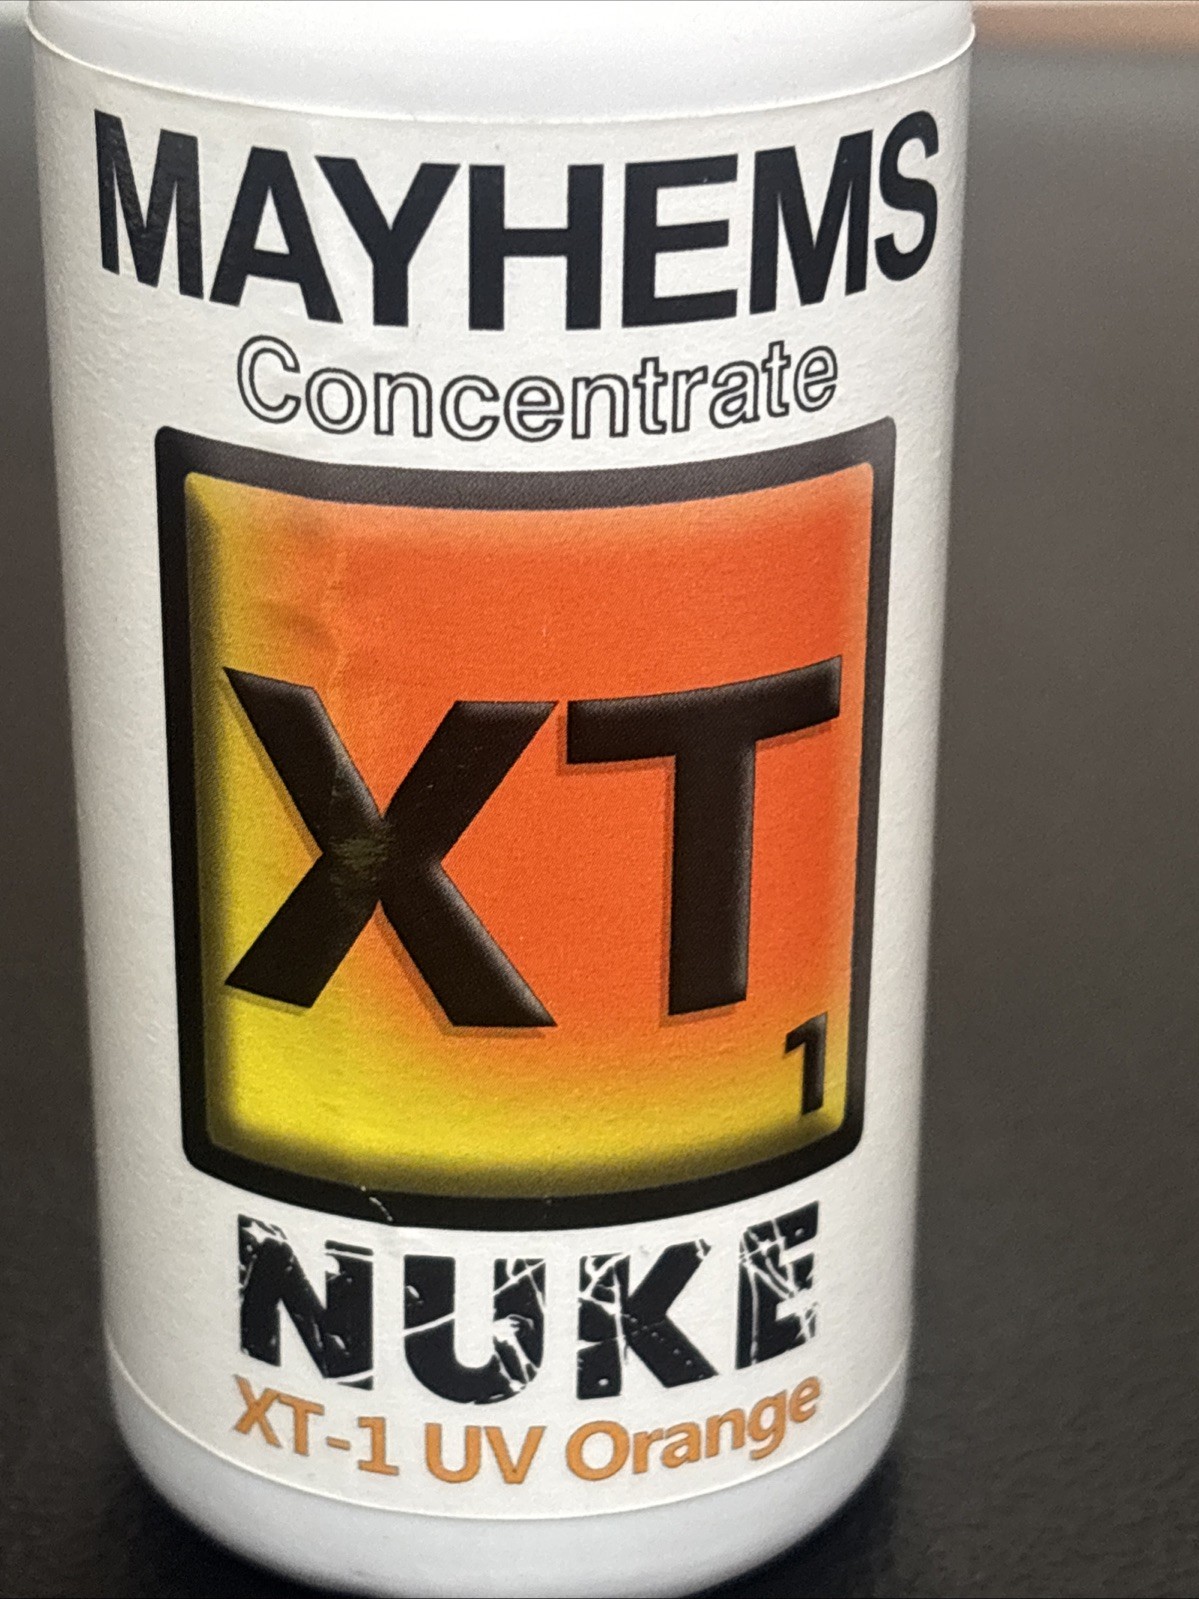 MAYHEMS
Concentrate
XT
1
NUKE
XT-1 UV Orange